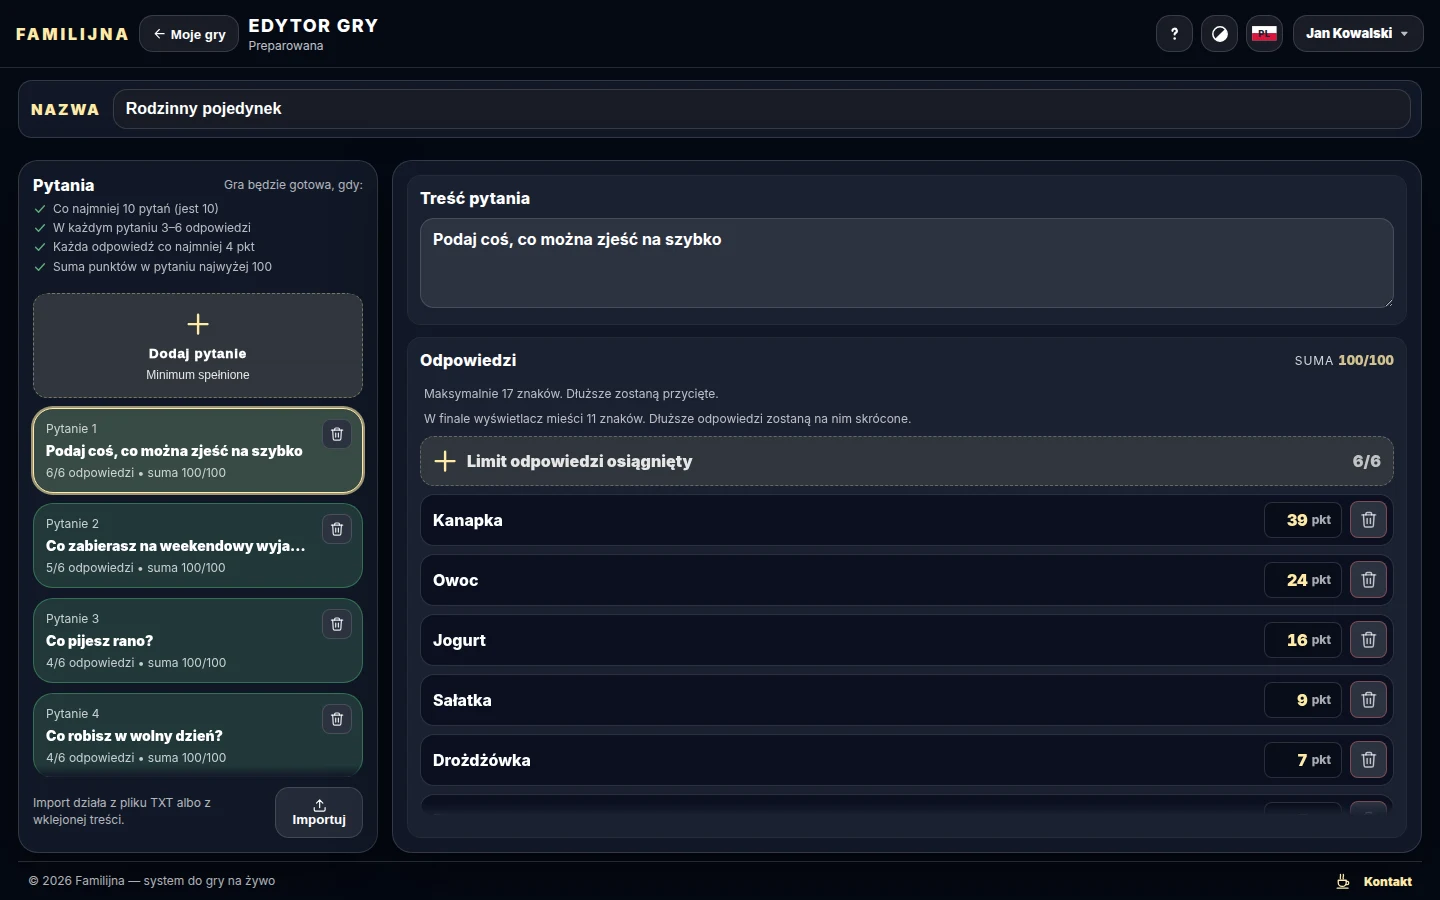 FAMILIJNA
← Moje gry
EDYTOR GRY
Preparowana
?
PL
Jan Kowalski
NAZWA
Rodzinny pojedynek
Pytania
Gra będzie gotowa, gdy:
Co najmniej 10 pytań (jest 10)
W każdym pytaniu 3–6 odpowiedzi
Każda odpowiedź co najmniej 4 pkt
Suma punktów w pytaniu najwyżej 100
Dodaj pytanie
Minimum spełnione
Pytanie 1
Podaj coś, co można zjeść na szybko
6/6 odpowiedzi • suma 100/100
Pytanie 2
Co zabierasz na weekendowy wyja...
5/6 odpowiedzi • suma 100/100
Pytanie 3
Co pijesz rano?
4/6 odpowiedzi • suma 100/100
Pytanie 4
Co robisz w wolny dzień?
4/6 odpowiedzi • suma 100/100
Import działa z pliku TXT albo z
wklejonej treści.
Importuj
Treść pytania
Podaj coś, co można zjeść na szybko
Odpowiedzi
SUMA 100/100
Maksymalnie 17 znaków. Dłuższe zostaną przycięte.
W finale wyświetlacz mieści 11 znaków. Dłuższe odpowiedzi zostaną na nim skrócone.
Limit odpowiedzi osiągnięty
6/6
Kanapka
39 pkt
Owoc
24 pkt
Jogurt
16 pkt
Sałatka
9 pkt
Drożdżówka
7 pkt
© 2026 Familijna — system do gry na żywo
Kontakt